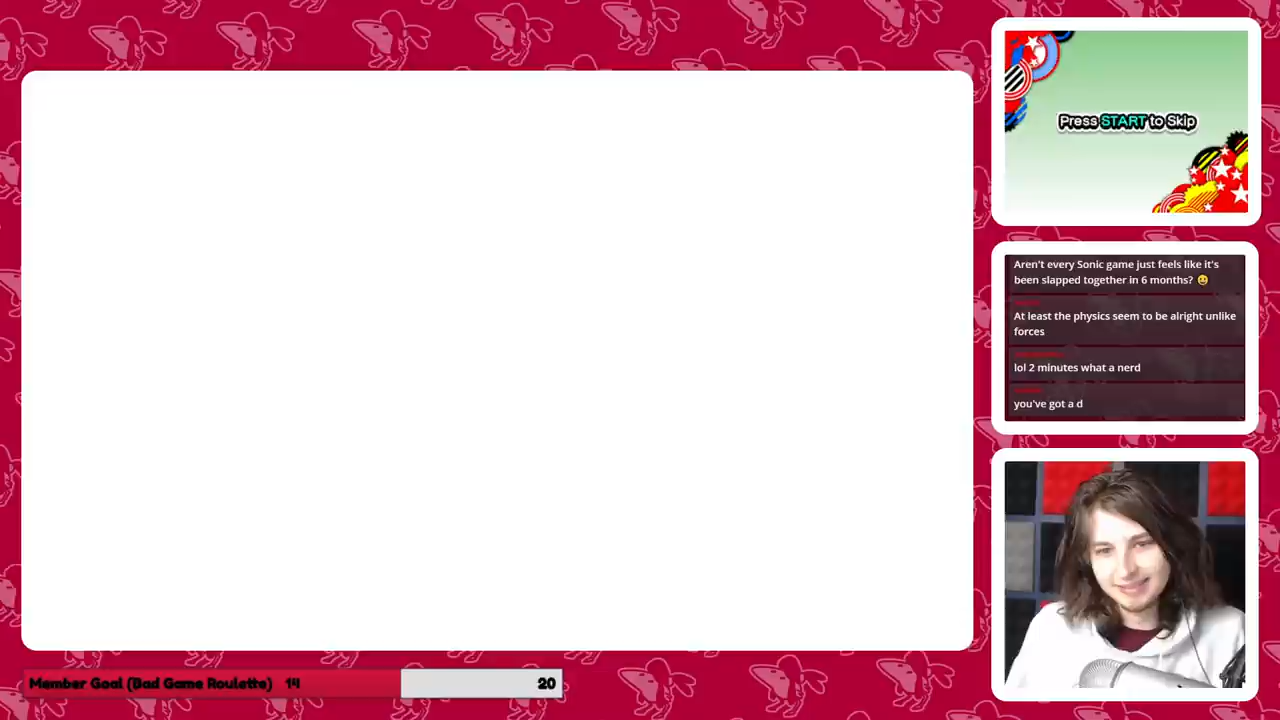 Press START to Skip
Aren't every Sonic game just feels like it's
been slapped together in 6 months? 😀
At least the physics seem to be alright unlike
forces
lol 2 minutes what a nerd
you've got a d
Member Goal (Bad Game Roulette) 14
20